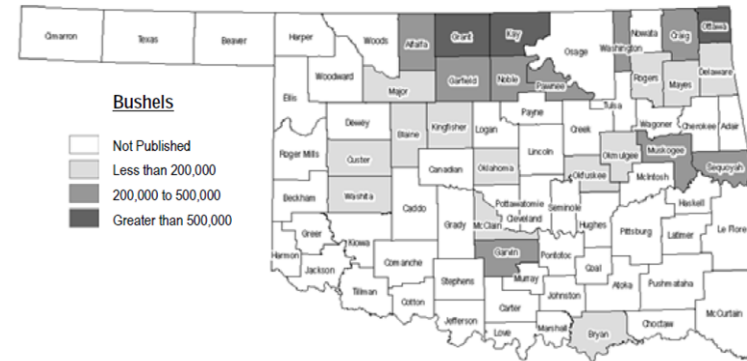 Cimarron
Texas
Beaver
Harper
Woods
Alfalfa
Grant
Kay
Osage
Washington
Nowata
Craig
Ottawa
Woodward
Major
Garfield
Noble
Pawnee
Rogers
Mayes
Delaware
Ellis
Bushels
Not Published
Less than 200,000
200,000 to 500,000
Greater than 500,000
Dewey
Blaine
Kingfisher
Logan
Payne
Creek
Tulsa
Wagoner
Cherokee
Adair
Roger Mills
Custer
Canadian
Oklahoma
Lincoln
Okfuskee
Okmulgee
Muskogee
Sequoyah
McIntosh
Beckham
Washita
Caddo
Grady
McClain
Cleveland
Pottawatomie
Seminole
Hughes
Pittsburg
Haskell
Latimer
Le Flore
Greer
Kiowa
Harmon
Jackson
Comanche
Garvin
Pontotoc
Coal
Tillman
Cotton
Stephens
Murray
Johnston
Atoka
Pushmataha
McCurtain
Jefferson
Carter
Love
Marshall
Bryan
Choctaw